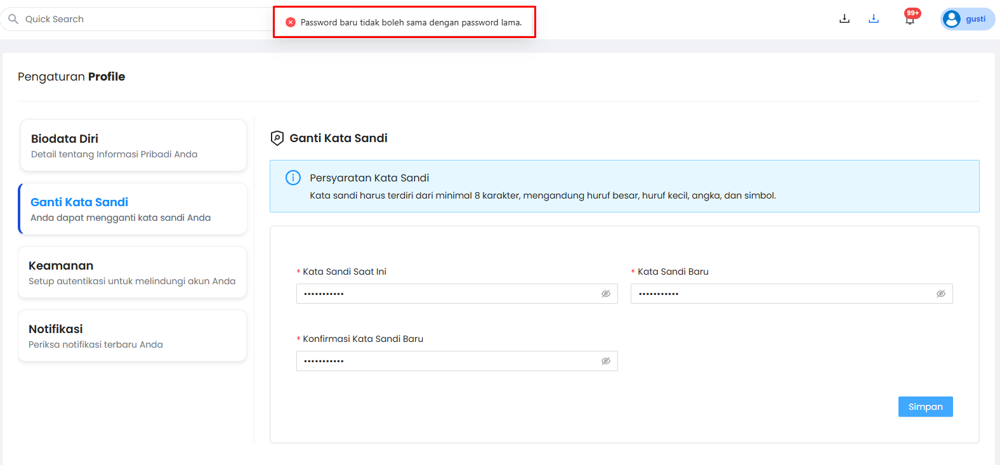 Quick Search
Password baru tidak boleh sama dengan password lama.
99+
gusti
Pengaturan Profile
Biodata Diri
Detail tentang Informasi Pribadi Anda
Ganti Kata Sandi
Anda dapat mengganti kata sandi Anda
Keamanan
Setup autentikasi untuk melindungi akun Anda
Notifikasi
Periksa notifikasi terbaru Anda
Ganti Kata Sandi
Persyaratan Kata Sandi
Kata sandi harus terdiri dari minimal 8 karakter, mengandung huruf besar, huruf kecil, angka, dan simbol.
* Kata Sandi Saat Ini
•••••••••••
* Kata Sandi Baru
•••••••••••
* Konfirmasi Kata Sandi Baru
•••••••••••
Simpan